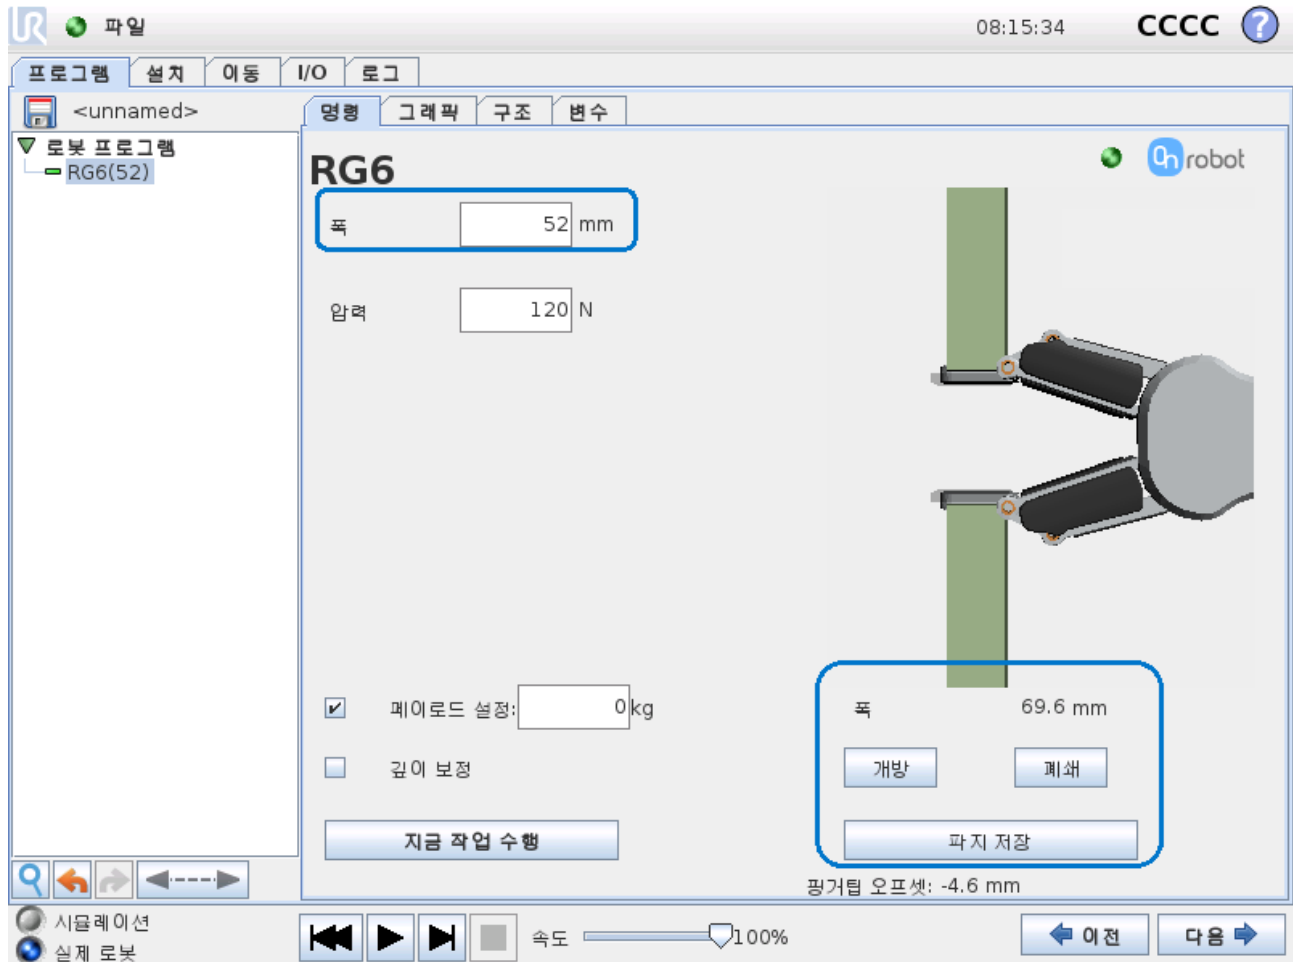 UR 파일 08:15:34 CCCC ?
프로그램 설치 이동 I/O 로그
<unnamed> 명령 그래픽 구조 변수
로봇 프로그램
RG6(52)
RG6
On robot
폭 52 mm
압력 120 N
페이로드 설정: 0 kg
깊이 보정
지금 작업 수행
폭 69.6 mm
개방 폐쇄
파지 저장
핑거팁 오프셋: -4.6 mm
시뮬레이션
실제 로봇
속도 100%
이전 다음